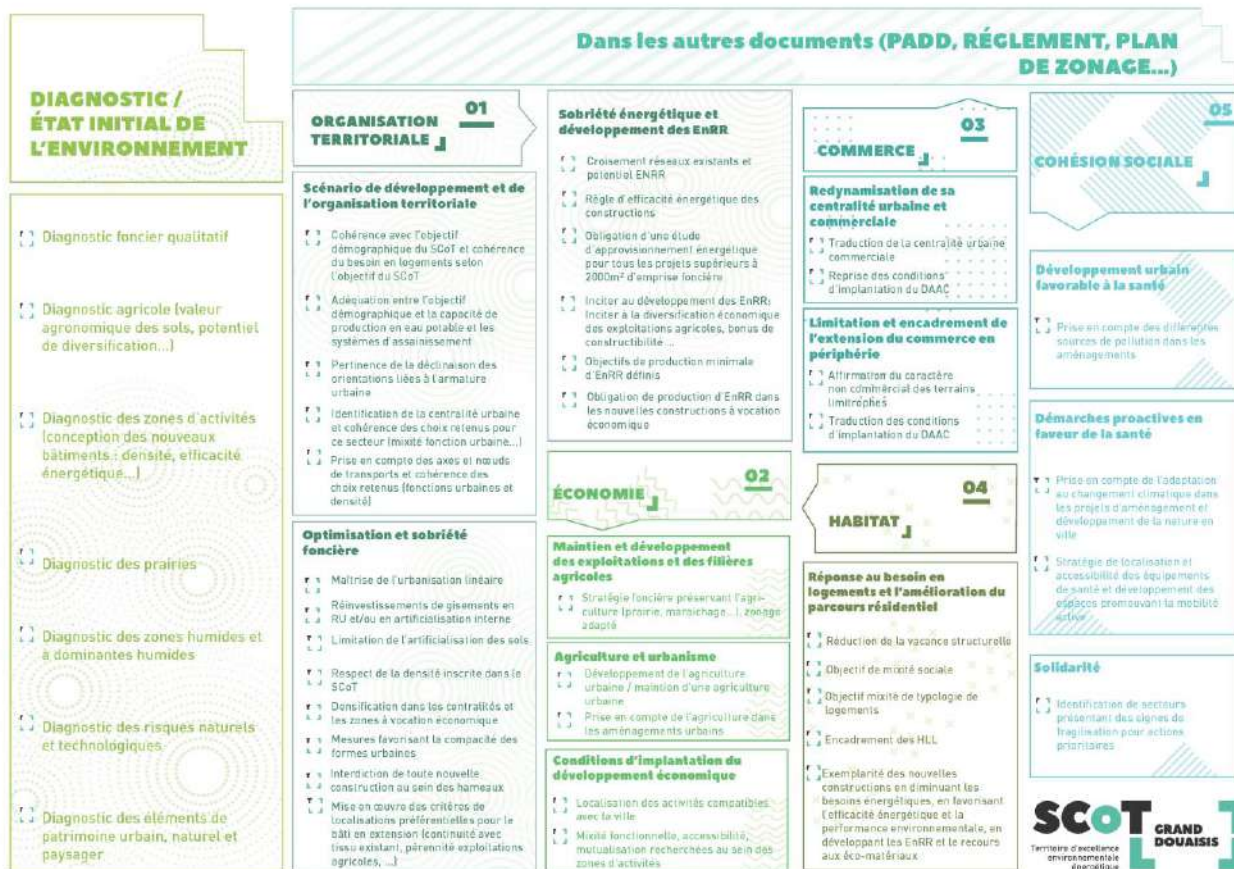 DIAGNOSTIC /
ÉTAT INITIAL DE
L'ENVIRONNEMENT
Diagnostic foncier qualitatif
Diagnostic agricole (valeur
agronomique des sols, potentiel
de diversification...)
Diagnostic des zones d'activités
(conception des nouveaux
bâtiments : densité, efficacité
énergétique...)
Diagnostic des prairies
Diagnostic des zones humides et
à dominantes humides
Diagnostic des risques naturels
et technologiques
Diagnostic des éléments de
patrimoine urbain, naturel et
paysager
Dans les autres documents (PADD, RÉGLEMENT, PLAN
DE ZONAGE...)
01
ORGANISATION
TERRITORIALE
Scénario de développement et de
l'organisation territoriale
Cohérence avec l'objectif
démographique du SCoT et cohérence
du besoin en logements selon
l'objectif du SCoT
Adéquation entre l'objectif
démographique et la capacité de
production en eau potable et les
systèmes d'assainissement
Pertinence de la déclinaison des
orientations liées à l'armature
urbaine
Identification de la centralité urbaine
et cohérence des choix retenus pour
ce secteur (mixité fonction urbaine...)
Prise en compte des axes et nœuds
de transports et cohérence des
choix retenus (fonctions urbaines et
densité)
Optimisation et sobriété
foncière
Maîtrise de l'urbanisation linéaire
Réinvestissements de gisements en
RU et/ou en artificialisation interne
Limitation de l'artificialisation des sols
Respect de la densité inscrite dans le
SCoT
Densification dans les centralités et
les zones à vocation économique
Mesures favorisant la compacité des
formes urbaines
Interdiction de toute nouvelle
construction au sein des hameaux
Mise en œuvre des critères de
localisations préférentielles pour le
bâti en extension (continuité avec
tissu existant, pérennité exploitations
agricoles, ...)
Sobriété énergétique et
développement des EnRR
Croisement réseaux existants et
potentiel ENRR
Règle d'efficacité énergétique des
constructions
Obligation d'une étude
d'approvisionnement énergétique
pour tous les projets supérieurs à
2000m² d'emprise foncière
Inciter au développement des EnRR:
Inciter à la diversification économique
des exploitations agricoles, bonus de
constructibilité...
Objectifs de production minimale
d'EnRR définis
Obligation de production d'EnRR dans
les nouvelles constructions à vocation
économique
02
ÉCONOMIE
Maintien et développement
des exploitations et des filières
agricoles
Stratégie foncière préservant l'agri-
culture (prairie, maraichage...), zonage
adapté
Agriculture et urbanisme
Développement de l'agriculture
urbaine / maintien d'une agriculture
urbaine
Prise en compte de l'agriculture dans
les aménagements urbains
Conditions d'implantation du
développement économique
Localisation des activités compatibles
avec la ville
Mixité fonctionnelle, accessibilité,
mutualisation recherchées au sein des
zones d'activités
03
COMMERCE
Redynamisation de sa
centralité urbaine et
commerciale
Traduction de la centralité urbaine
commerciale
Reprise des conditions
d'implantation du DAAC
Limitation et encadrement de
l'extension du commerce en
périphérie
Affirmation du caractère
non commercial des terrains
limitrophes
Traduction des conditions
d'implantation du DAAC
04
HABITAT
Réponse au besoin en
logements et l'amélioration du
parcours résidentiel
Réduction de la vacance structurelle
Objectif de mixité sociale
Objectif mixité de typologie de
logements
Encadrement des HLL
Exemplarité des nouvelles
constructions en diminuant les
besoins énergétiques, en favorisant
l'efficacité énergétique et la
performance environnementale, en
développant les EnRR et le recours
aux éco-matériaux
05
COHÉSION SOCIALE
Développement urbain
favorable à la santé
Prise en compte des différentes
sources de pollution dans les
aménagements
Démarches proactives en
faveur de la santé
Prise en compte de l'adaptation
au changement climatique dans
les projets d'aménagement et
développement de la nature en
ville
Stratégie de localisation et
accessibilité des équipements
de santé et développement des
espaces promouvant la mobilité
active
Solidarité
Identification de secteurs
présentant des signes de
fragilisation pour actions
prioritaires
SCOT
GRAND
DOUAISIS
Territoire d'excellence
environnementale
énergétique